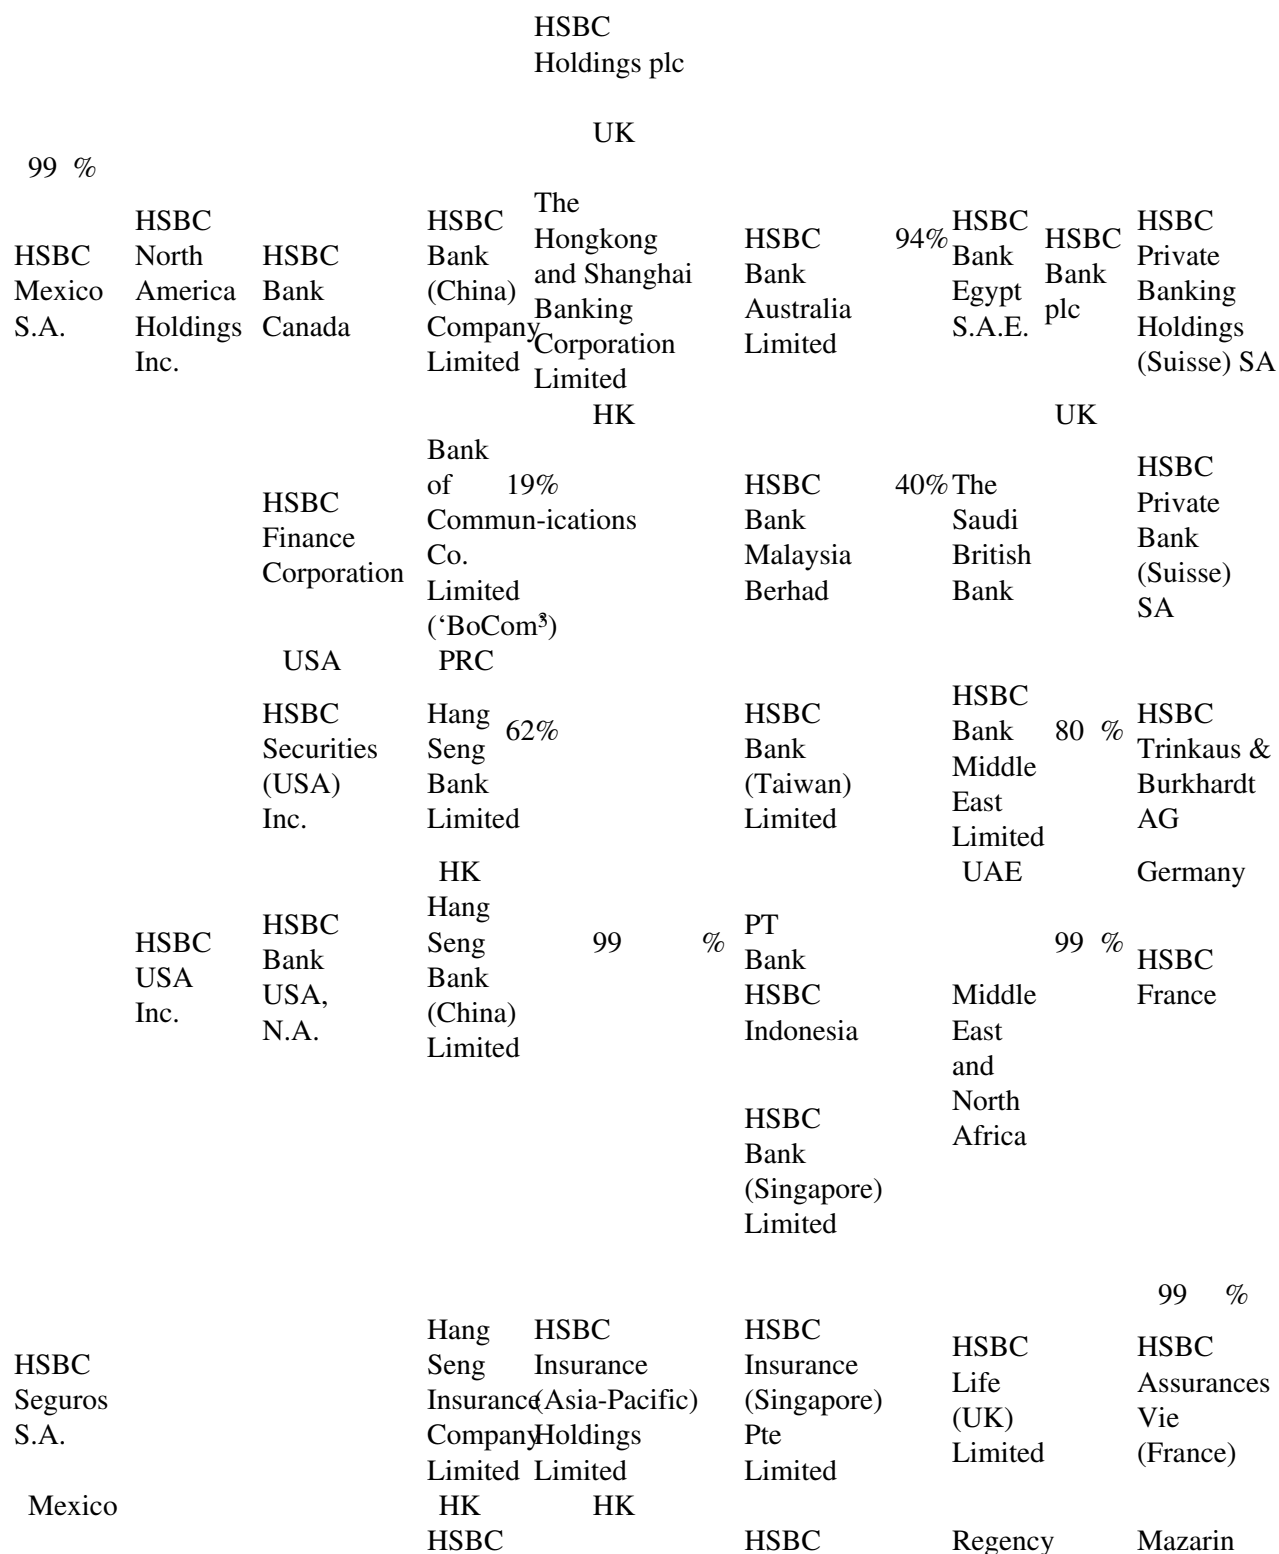 HSBC
Holdings plc
UK
99 %
HSBC
Mexico
S.A.
HSBC
North
America
Holdings
Inc.
HSBC
Bank
Canada
HSBC
Bank
(China)
Company
Limited
The
Hongkong
and Shanghai
Banking
Corporation
Limited
HSBC
Bank
Australia
Limited
94%
HSBC
Bank
Egypt
S.A.E.
HSBC
Bank
plc
HSBC
Private
Banking
Holdings
(Suisse) SA
HK
UK
HSBC
Finance
Corporation
Bank
of
Commun-ications
Co.
Limited
(‘BoCom’)
19%
HSBC
Bank
Malaysia
Berhad
40%
The
Saudi
British
Bank
HSBC
Private
Bank
(Suisse)
SA
USA
PRC
HSBC
Securities
(USA)
Inc.
Hang
Seng
Bank
Limited
62%
HSBC
Bank
(Taiwan)
Limited
HSBC
Bank
Middle
East
Limited
80 %
HSBC
Trinkaus &
Burkhardt
AG
HK
UAE
Germany
HSBC
USA
Inc.
HSBC
Bank
USA,
N.A.
Hang
Seng
Bank
(China)
Limited
99 %
PT
Bank
HSBC
Indonesia
Middle
East
and
North
Africa
99 %
HSBC
France
HSBC
Bank
(Singapore)
Limited
99 %
HSBC
Seguros
S.A.
Hang
Seng
Insurance
Company
Limited
HSBC
Insurance
(Asia-Pacific)
Holdings
Limited
HSBC
Insurance
(Singapore)
Pte
Limited
HSBC
Life
(UK)
Limited
HSBC
Assurances
Vie
(France)
Mexico
HK
HK
HSBC
HSBC
Regency
Mazarin